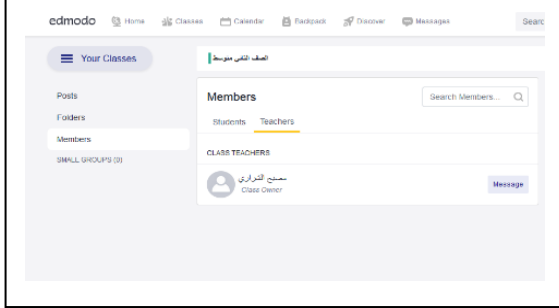 edmodo Home Classes Calendar Backpack Discover Messages Searc
Your Classes
الصف الثاني متوسط
Posts
Folders
Members
SMALL GROUPS (0)
Members
Search Members...
Students Teachers
CLASS TEACHERS
الشراري
Class Owner
Message